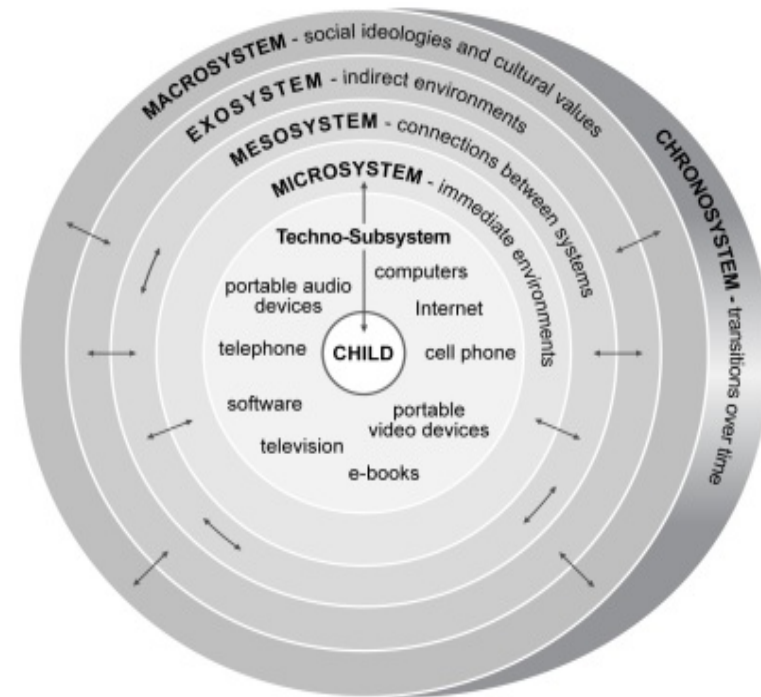 MACROSYSTEM - social ideologies and cultural values
EXOSYSTEM - indirect environments
MESOSYSTEM - connections between systems
MICROSYSTEM - immediate environments
CHRONOSYSTEM - transitions over time
Techno-Subsystem
computers
portable audio
devices
Internet
telephone
CHILD
cell phone
software
portable
video devices
television
e-books